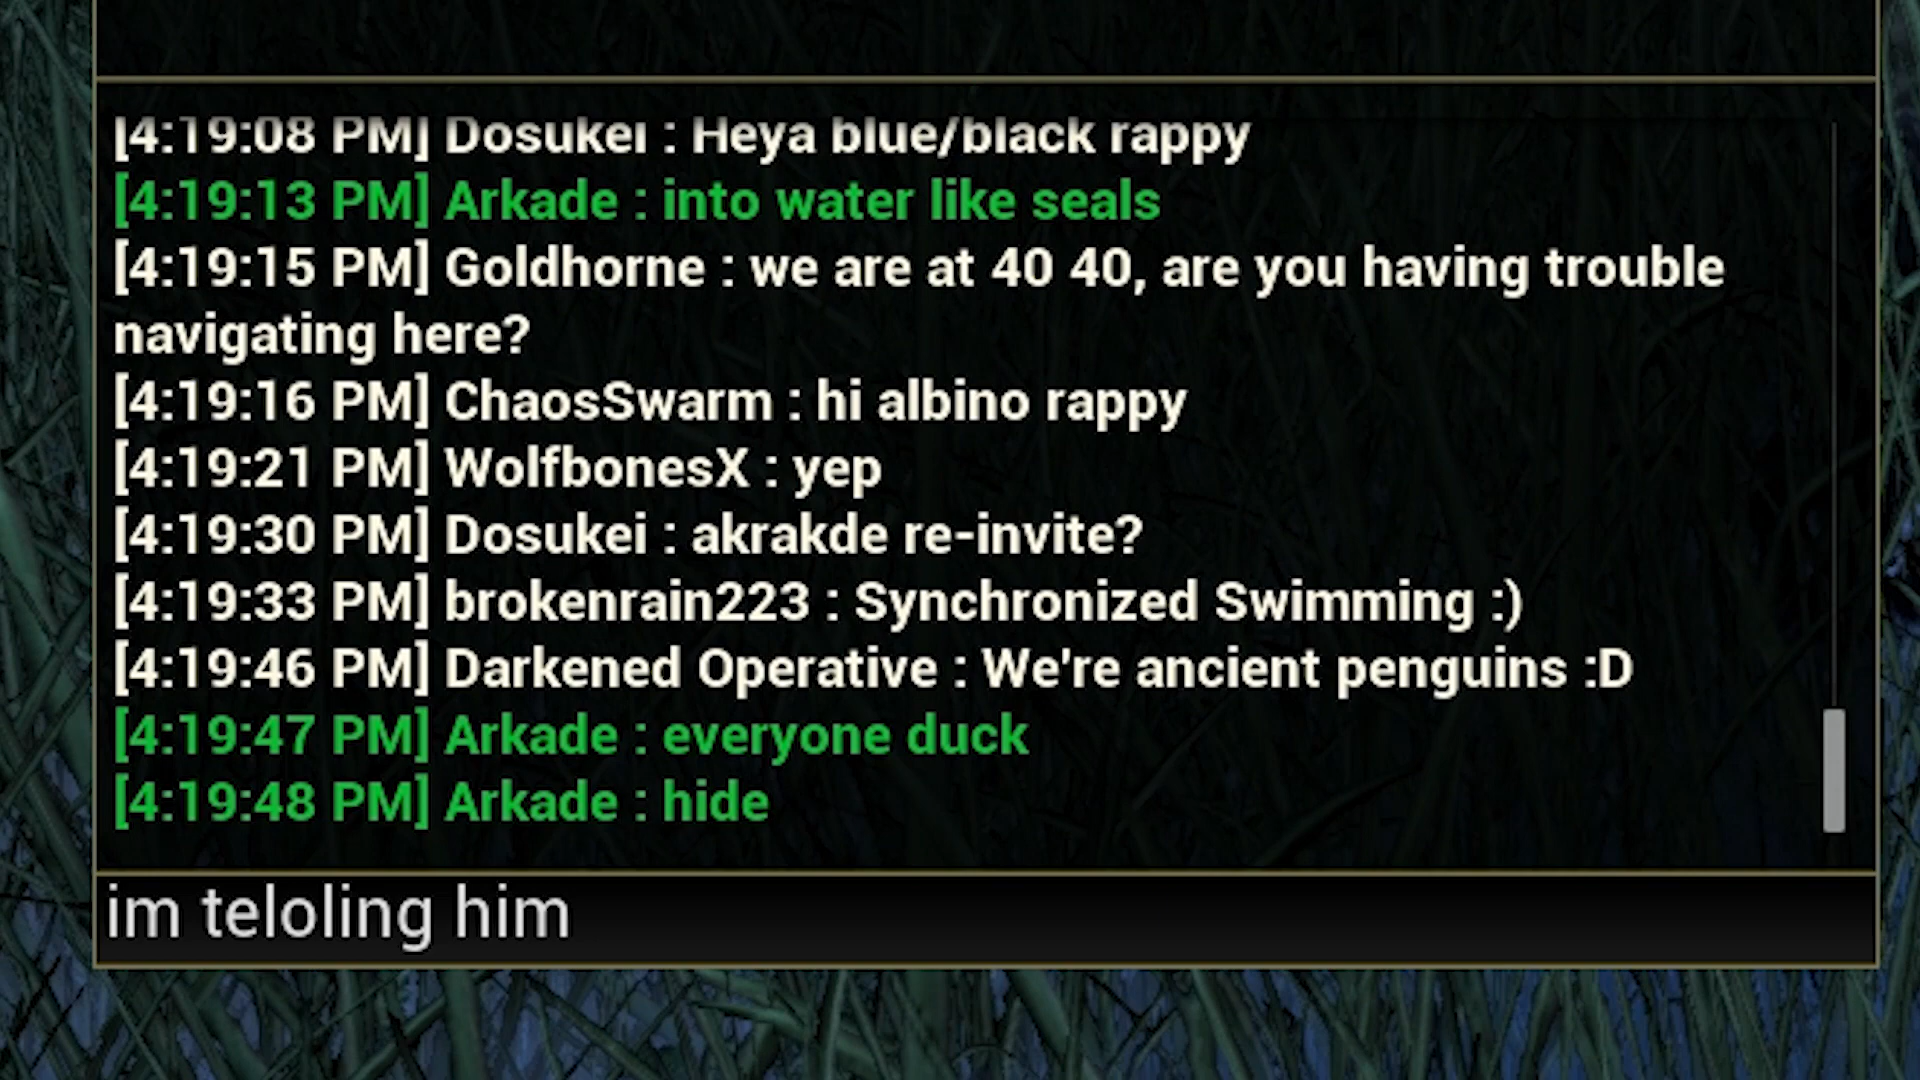 [4:19:08 PM] Dosukei : Heya blue/black rappy
[4:19:13 PM] Arkade : into water like seals
[4:19:15 PM] Goldhorne : we are at 40 40, are you having trouble
navigating here?
[4:19:16 PM] ChaosSwarm : hi albino rappy
[4:19:21 PM] WolfbonesX : yep
[4:19:30 PM] Dosukei : akrakde re-invite?
[4:19:33 PM] brokenrain223 : Synchronized Swimming :)
[4:19:46 PM] Darkened Operative : We're ancient penguins :D
[4:19:47 PM] Arkade : everyone duck
[4:19:48 PM] Arkade : hide
im teloling him